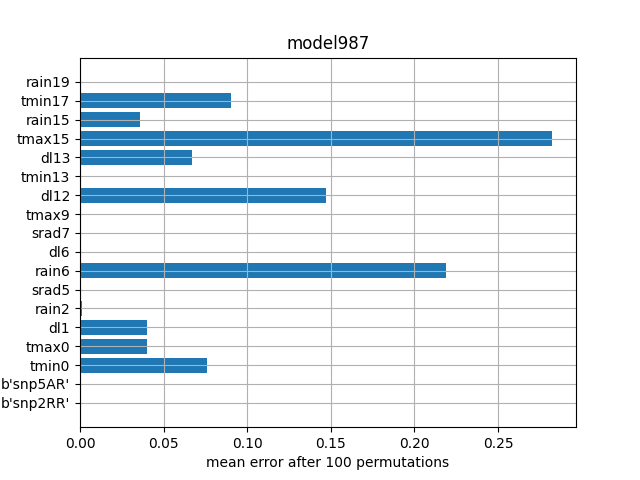 model987
rain19
tmin17
rain15
tmax15
dl13
tmin13
dl12
tmax9
srad7
dl6
rain6
srad5
rain2
dl1
tmax0
tmin0
b'snp5AR'
b'snp2RR'
0.00 0.05 0.10 0.15 0.20 0.25
mean error after 100 permutations